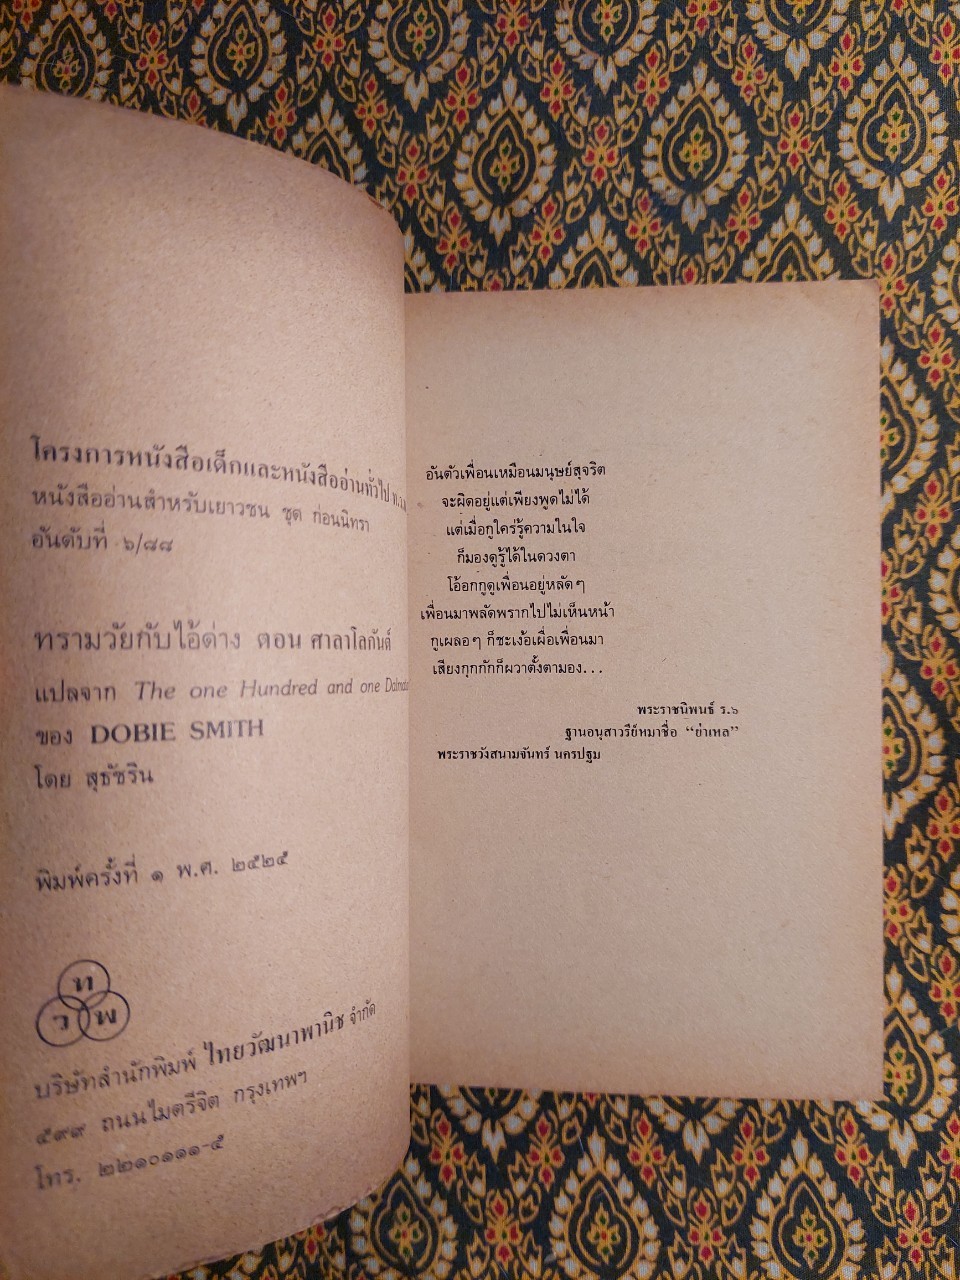 โครงการหนังสือเด็กและหนังสืออ่านทั่วไป ท.ว.พ
หนังสืออ่านสำหรับเยาวชน ชุด ก่อนนิทรา
อันดับที่ ๖/๘๘
ทรามวัยกับไอ้ด่าง ตอน ศาลาโลกันต์
แปลจาก The one Hundred and one
ของ DOBIE SMITH
โดย สุธัชริน
พิมพ์ครั้งที่ ๑ พ.ศ. ๒๕๒๕
ท
ว พ
บริษัทสำนักพิมพ์ ไทยวัฒนาพานิช จำกัด
๕๙๙ ถนนไมตรีจิต กรุงเทพฯ
โทร. ๒๒๑๐๑๑๑-๕
อันตัวเพื่อนเหมือนมนุษย์สุจริต
จะผิดอยู่แต่เพียงพูดไม่ได้
แต่เมื่อกูใคร่รู้ความในใจ
ก็มองดูรู้ได้ในดวงตา
โอ้อกกูดูเพื่อนอยู่หลัดๆ
เพื่อนมาพลัดพรากไปไม่เห็นหน้า
กูเผลอๆ ก็ชะเง้อเผื่อเพื่อนมา
เสียงกุกกักก็ผวาตั้งตามอง...
พระราชนิพนธ์ ร.๖
ฐานอนุสาวรีย์หมาชื่อ “ย่าเหล”
พระราชวังสนามจันทร์ นครปฐม